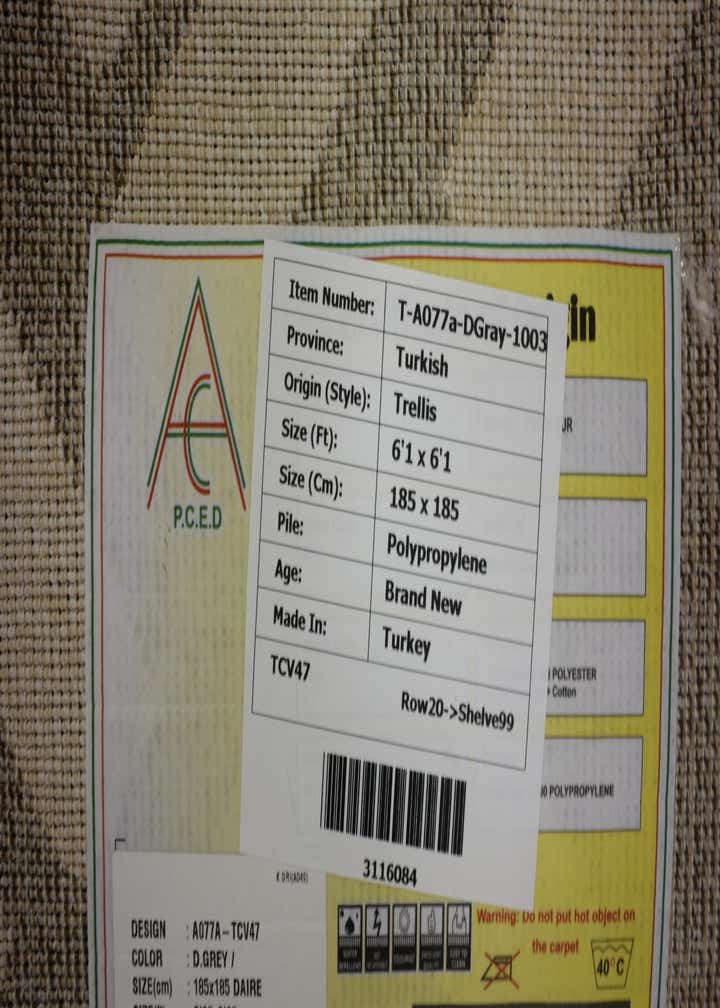 in
P.C.E.D
Item Number: T-A077a-DGray-1003
Province: Turkish
Origin (Style): Trellis
Size (Ft): 6'1 x 6'1
Size (Cm): 185 x 185
Pile: Polypropylene
Age: Brand New
Made In: Turkey
TCV47
Row20->Shelve99
3116084
UR
POLYESTER
Cotton
POLYPROPYLENE
DESIGN : A077A - TCV47
COLOR : D.GREY /
SIZE(cm) : 185x185 DAIRE
Warning: Do not put hot object on
the carpet
40°C